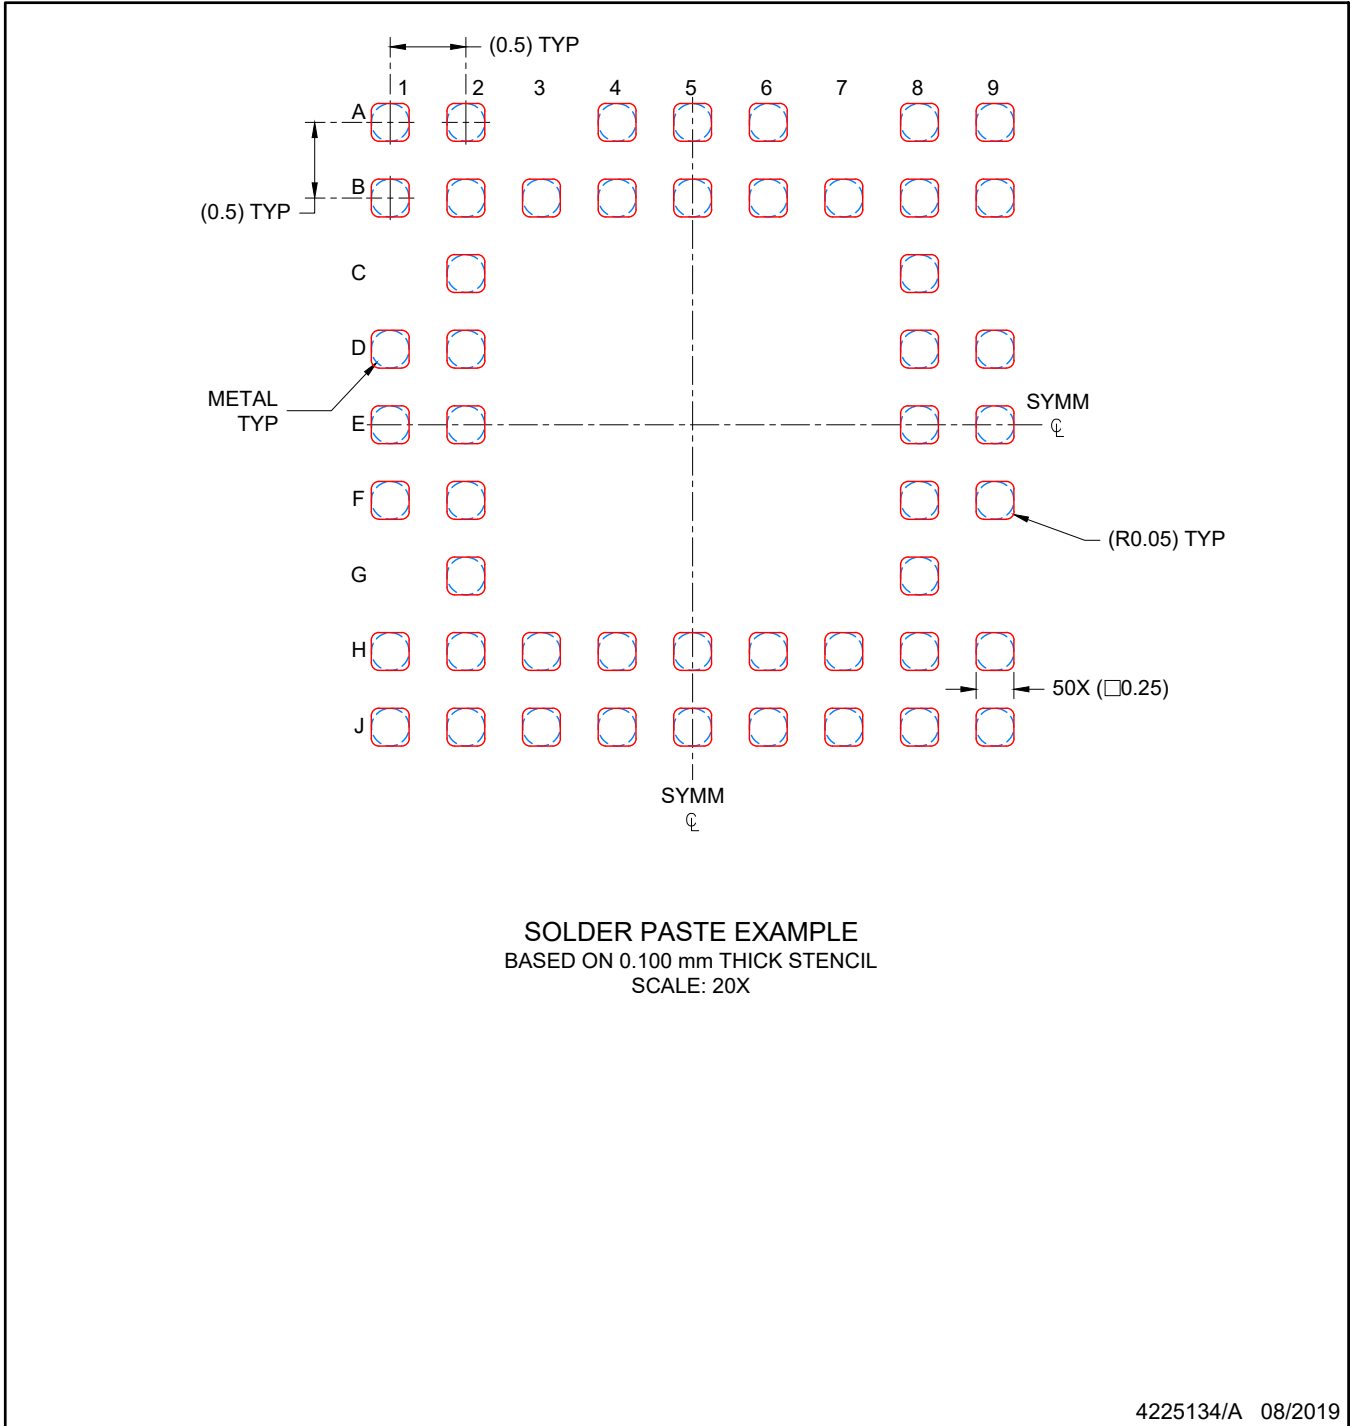 (0.5) TYP
1 2 3 4 5 6 7 8 9
A
B
(0.5) TYP
C
D
METAL
TYP
E
SYMM
℄
F
(R0.05) TYP
G
H
50X (□0.25)
J
SYMM
℄
SOLDER PASTE EXAMPLE
BASED ON 0.100 mm THICK STENCIL
SCALE: 20X
4225134/A 08/2019